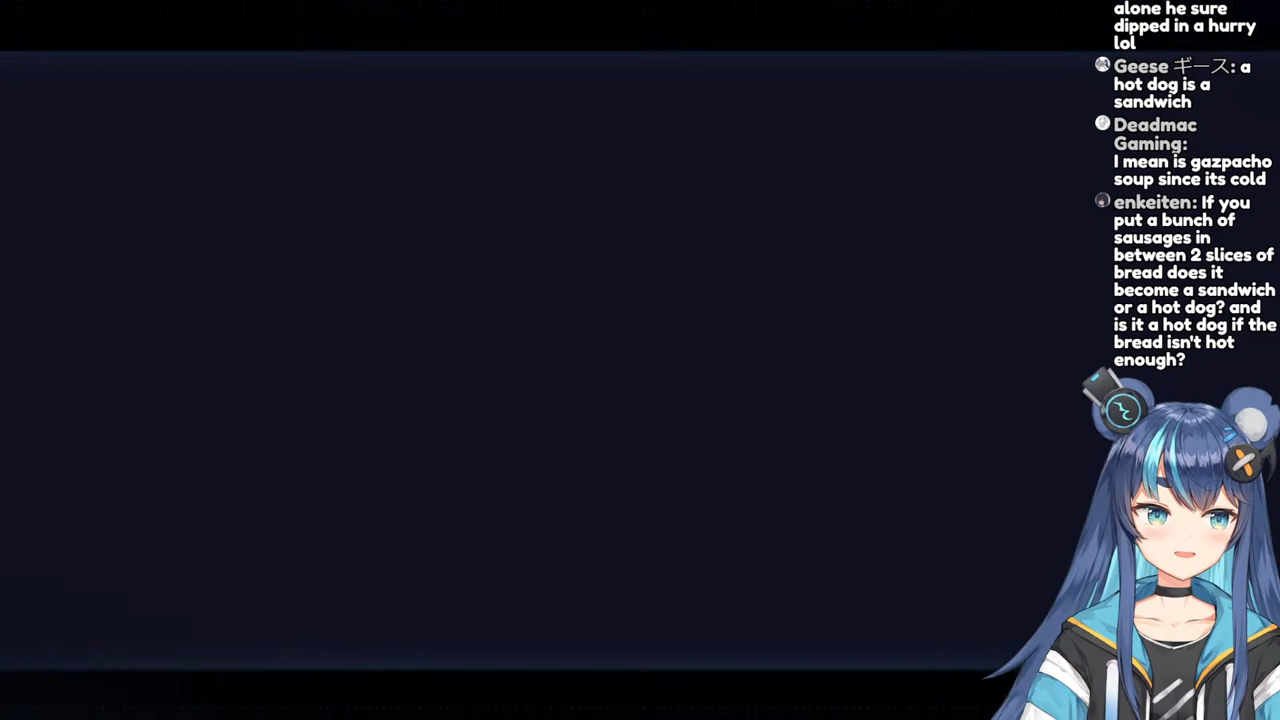 alone he sure
dipped in a hurry
lol
Geese ギース: a
hot dog is a
sandwich
Deadmac
Gaming:
I mean is gazpacho
soup since its cold
enkeiten: If you
put a bunch of
sausages in
between 2 slices of
bread does it
become a sandwich
or a hot dog? and
is it a hot dog if the
bread isn't hot
enough?